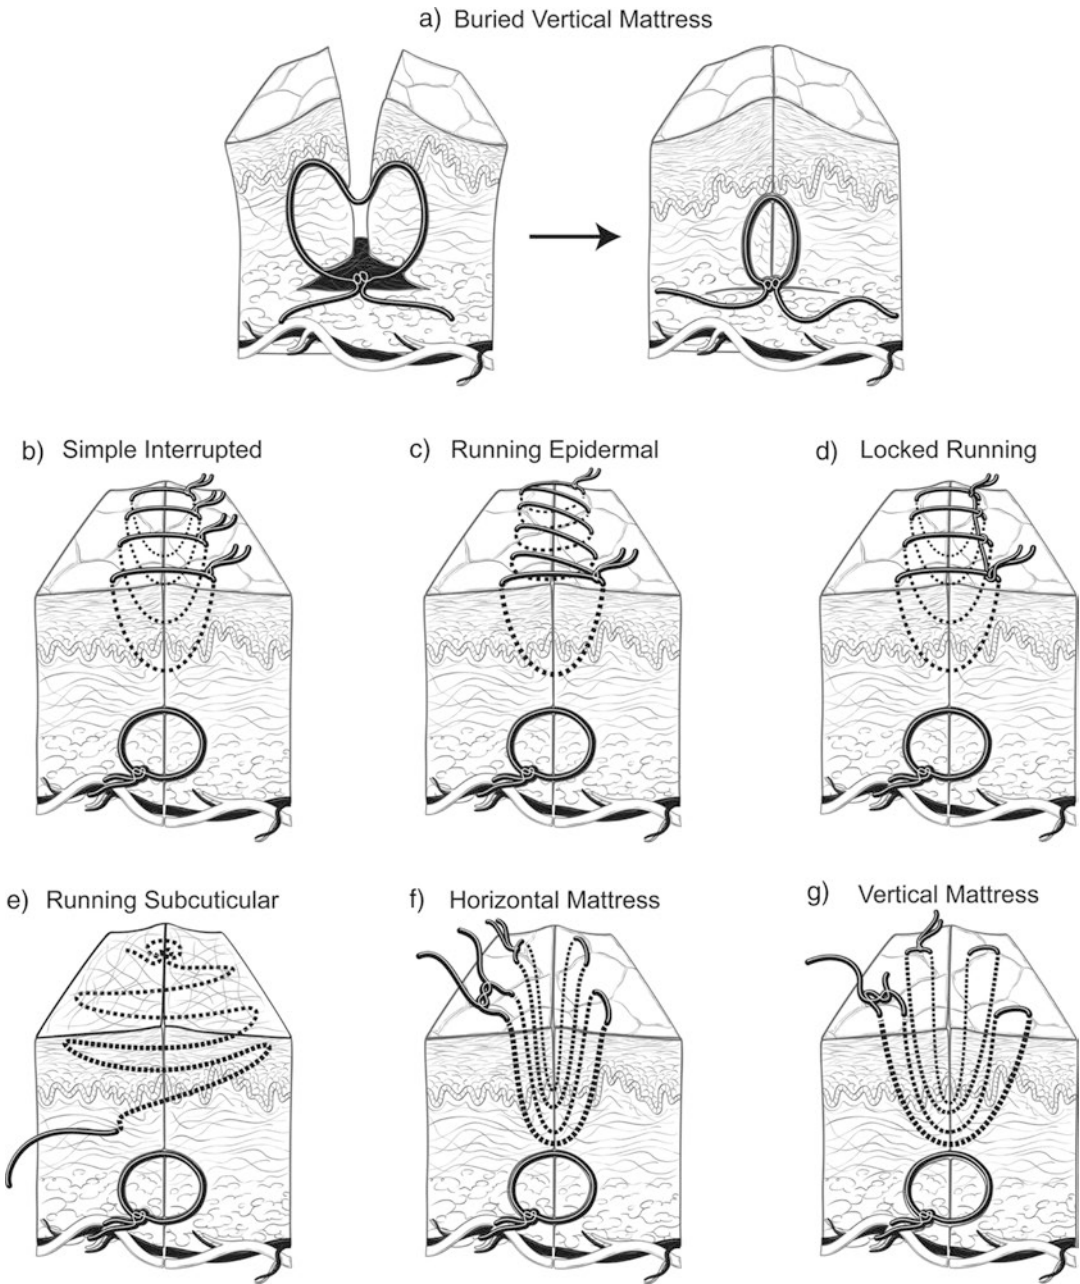 a) Buried Vertical Mattress
b) Simple Interrupted
c) Running Epidermal
d) Locked Running
e) Running Subcuticular
f) Horizontal Mattress
g) Vertical Mattress